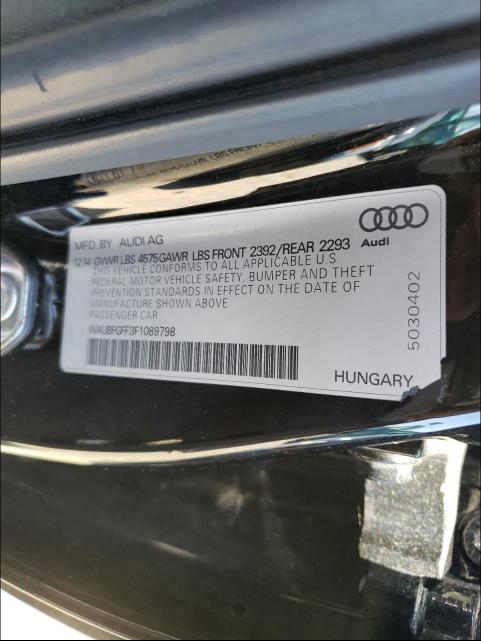 MFD. BY AUDI AG
Audi
12 14 GVWR LBS 4575 GAWR LBS FRONT 2392/REAR 2293
THIS VEHICLE CONFORMS TO ALL APPLICABLE U.S.
FEDERAL MOTOR VEHICLE SAFETY, BUMPER AND THEFT
PREVENTION STANDARDS IN EFFECT ON THE DATE OF
MANUFACTURE SHOWN ABOVE
PASSENGER CAR
WAUBFGFF3F1089798
HUNGARY
5030402